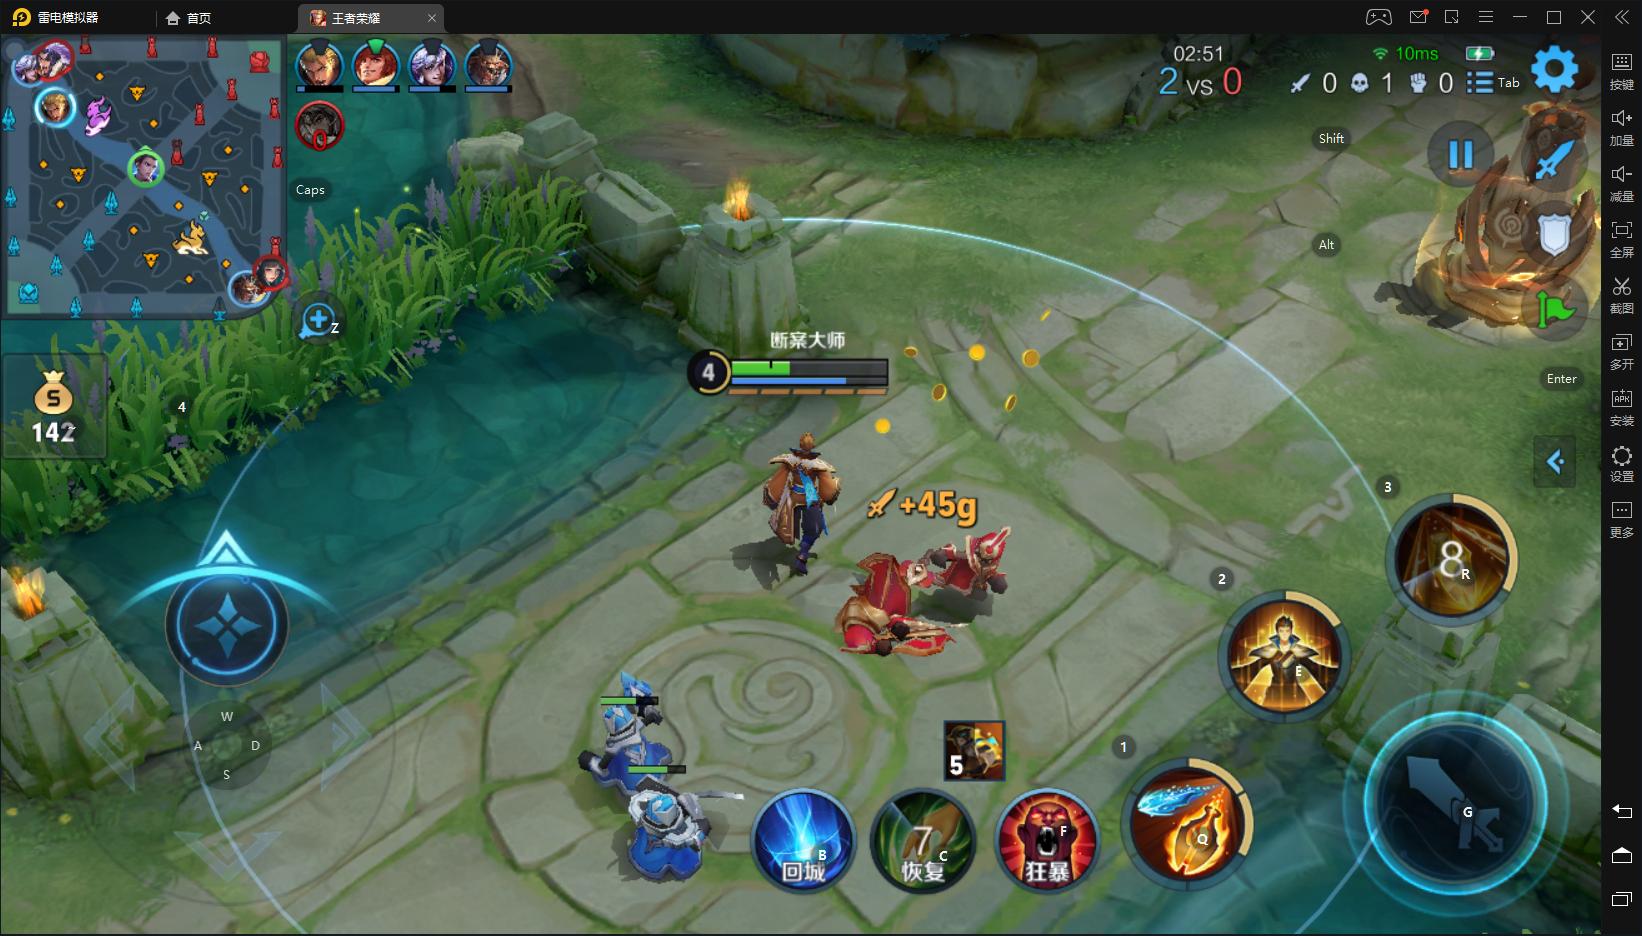 雷电模拟器
首页
王者荣耀
02:51
10ms
2 VS 0
0
1
0
Tab
按键
加量
减量
全屏
截图
多开
安装
APK
设置
更多
0
Caps
Shift
Alt
Enter
Z
断案大师
4
S
142
4
+45g
3
8
R
2
E
W
A
D
S
5
1
G
Q
B
回城
7
C
恢复
F
狂暴